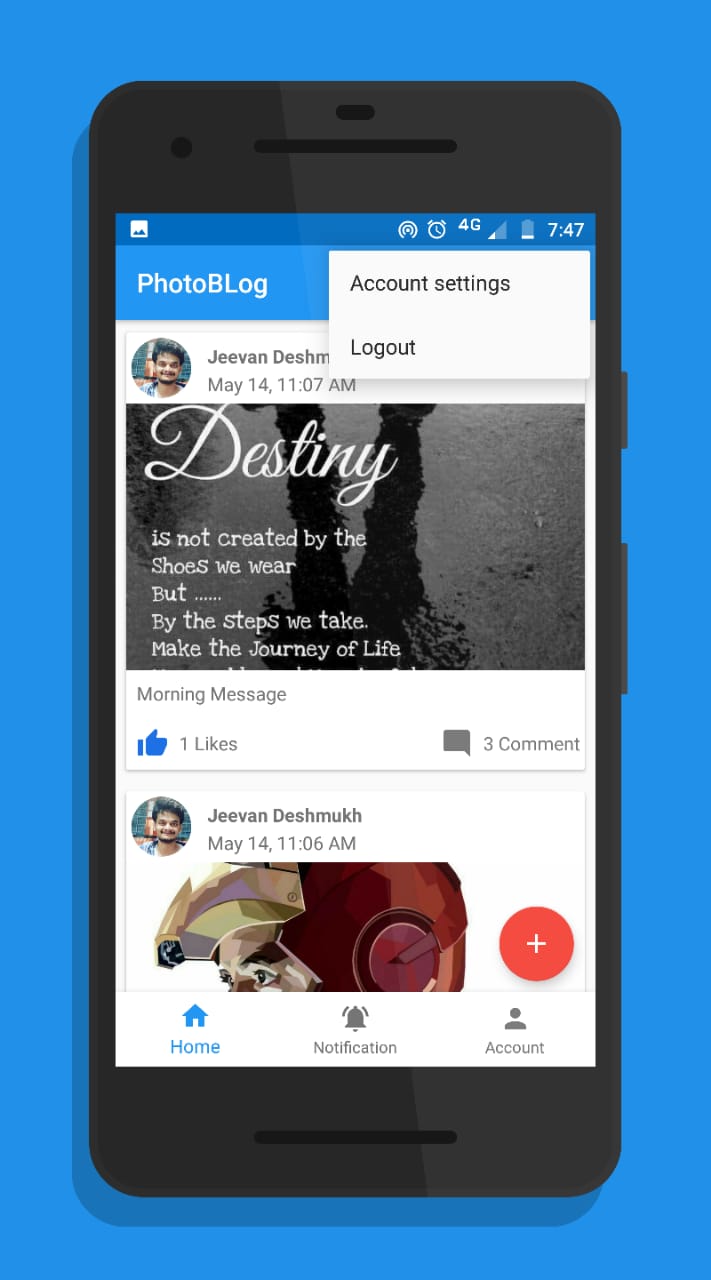 4G 7:47
PhotoBLog
Account settings
Logout
Jeevan Deshm
May 14, 11:07 AM
Destiny
is not created by the
Shoes we wear
But ......
By the steps we take.
Make the Journey of Life
Morning Message
1 Likes 3 Comment
Jeevan Deshmukh
May 14, 11:06 AM
Home Notification Account